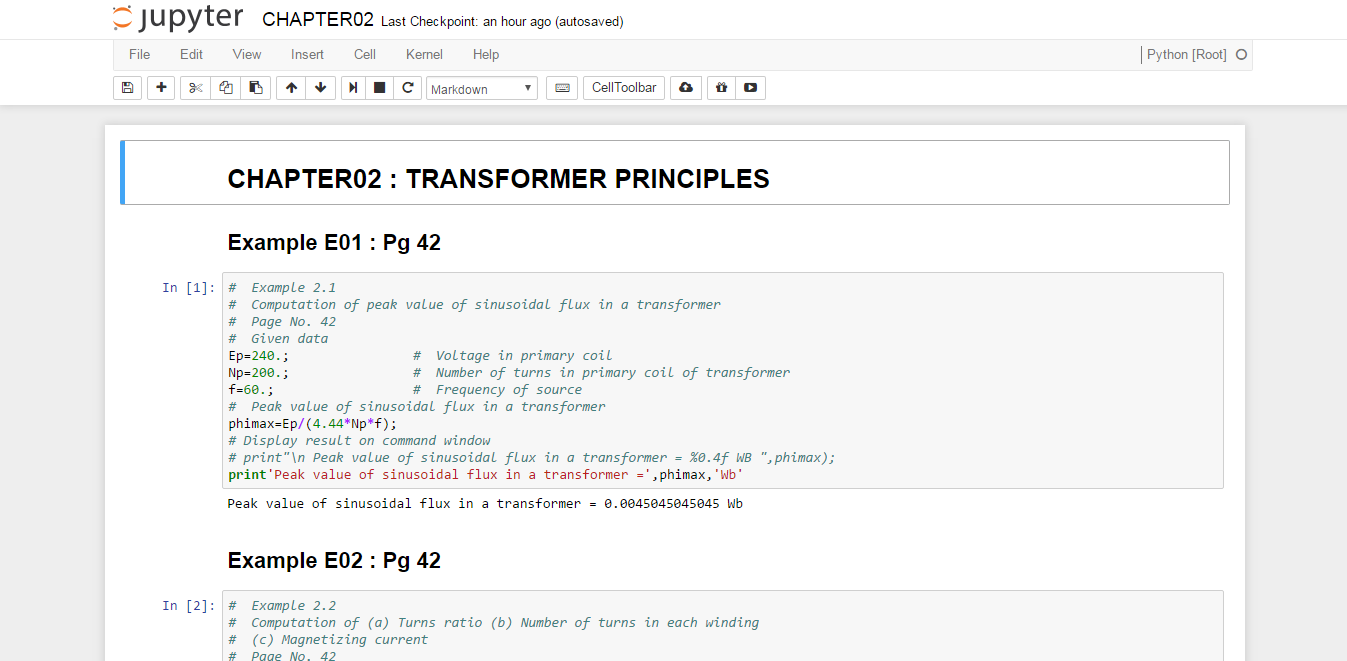 jupyter CHAPTER02 Last Checkpoint: an hour ago (autosaved)
File Edit View Insert Cell Kernel Help Python [Root]
Markdown CellToolbar
CHAPTER02 : TRANSFORMER PRINCIPLES
Example E01 : Pg 42
In [1]:
#  Example 2.1
#  Computation of peak value of sinusoidal flux in a transformer
#  Page No. 42
#  Given data
Ep=240.;                #  Voltage in primary coil
Np=200.;                #  Number of turns in primary coil of transformer
f=60.;                  #  Frequency of source
#  Peak value of sinusoidal flux in a transformer
phimax=Ep/(4.44*Np*f);
# Display result on command window
# print"\n Peak value of sinusoidal flux in a transformer = %0.4f WB ",phimax);
print'Peak value of sinusoidal flux in a transformer =',phimax,'Wb'
Peak value of sinusoidal flux in a transformer = 0.0045045045045 Wb
Example E02 : Pg 42
In [2]:
#  Example 2.2
#  Computation of (a) Turns ratio (b) Number of turns in each winding
#  (c) Magnetizing current
#  Page No. 42